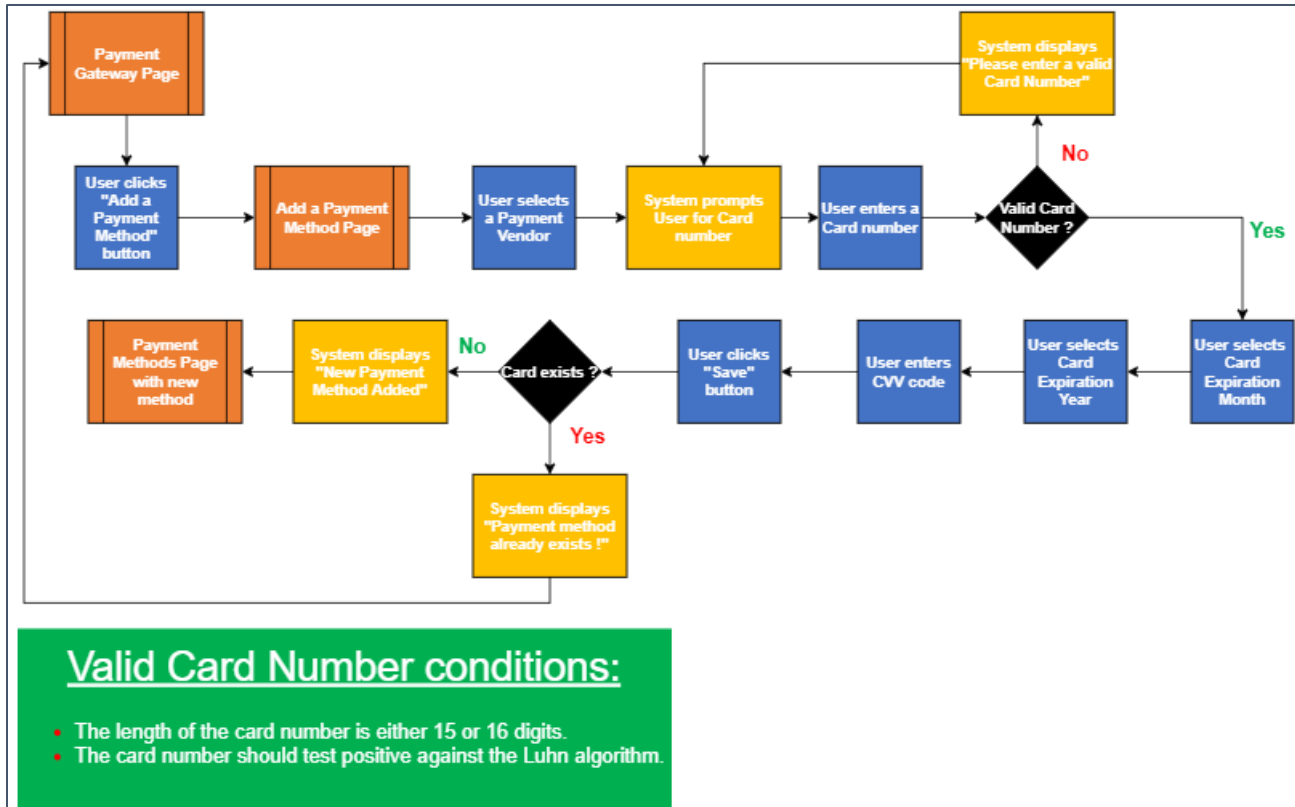 Payment
Gateway Page
System displays
"Please enter a valid
Card Number"
No
User clicks
"Add a
Payment
Method"
button
Add a Payment
Method Page
User selects
a Payment
Vendor
System prompts
User for Card
number
User enters a
Card number
Valid Card
Number ?
Yes
Payment
Methods Page
with new
method
System displays
"New Payment
Method Added"
No
Card exists ?
User clicks
"Save"
button
User enters
CVV code
User selects
Card
Expiration
Year
User selects
Card
Expiration
Month
Yes
System displays
"Payment method
already exists !"
Valid Card Number conditions:
• The length of the card number is either 15 or 16 digits.
• The card number should test positive against the Luhn algorithm.